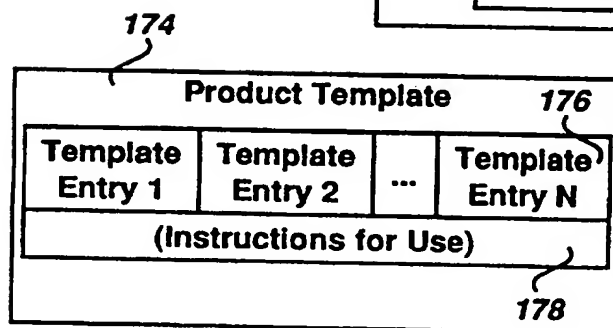 174
Product Template 176
Template Entry 1 Template Entry 2 ... Template Entry N
(Instructions for Use)
178